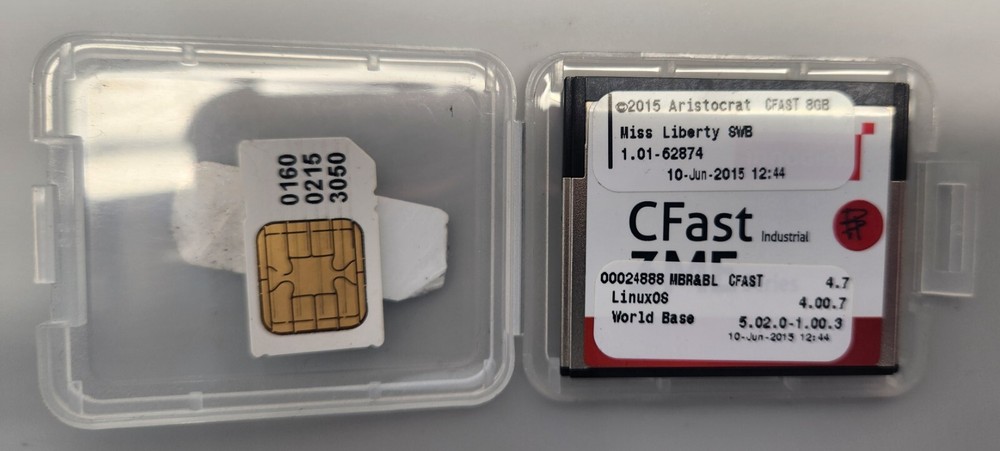 0160
0215
3050
©2015 Aristocrat CFAST 8GB
Miss Liberty SWB
1.01-62874
10-Jun-2015 12:44
CFast Industrial
00024888 MBR&BL CFAST 4.7
LinuxOS 4.00.7
World Base 5.02.0-1.00.3
10-Jun-2015 12:44